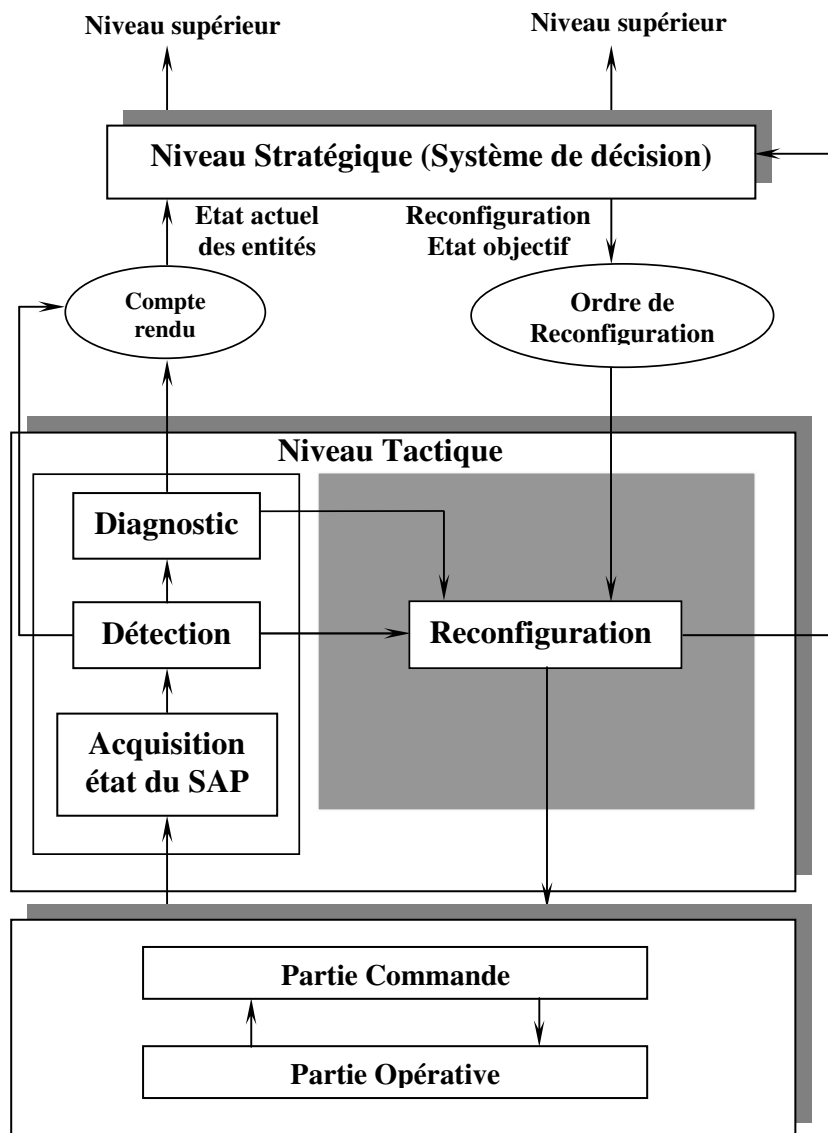 Niveau supérieur
Niveau supérieur
Niveau Stratégique (Système de décision)
Etat actuel
des entités
Reconfiguration
Etat objectif
Compte
rendu
Ordre de
Reconfiguration
Niveau Tactique
Diagnostic
Détection
Reconfiguration
Acquisition
état du SAP
Partie Commande
Partie Opérative